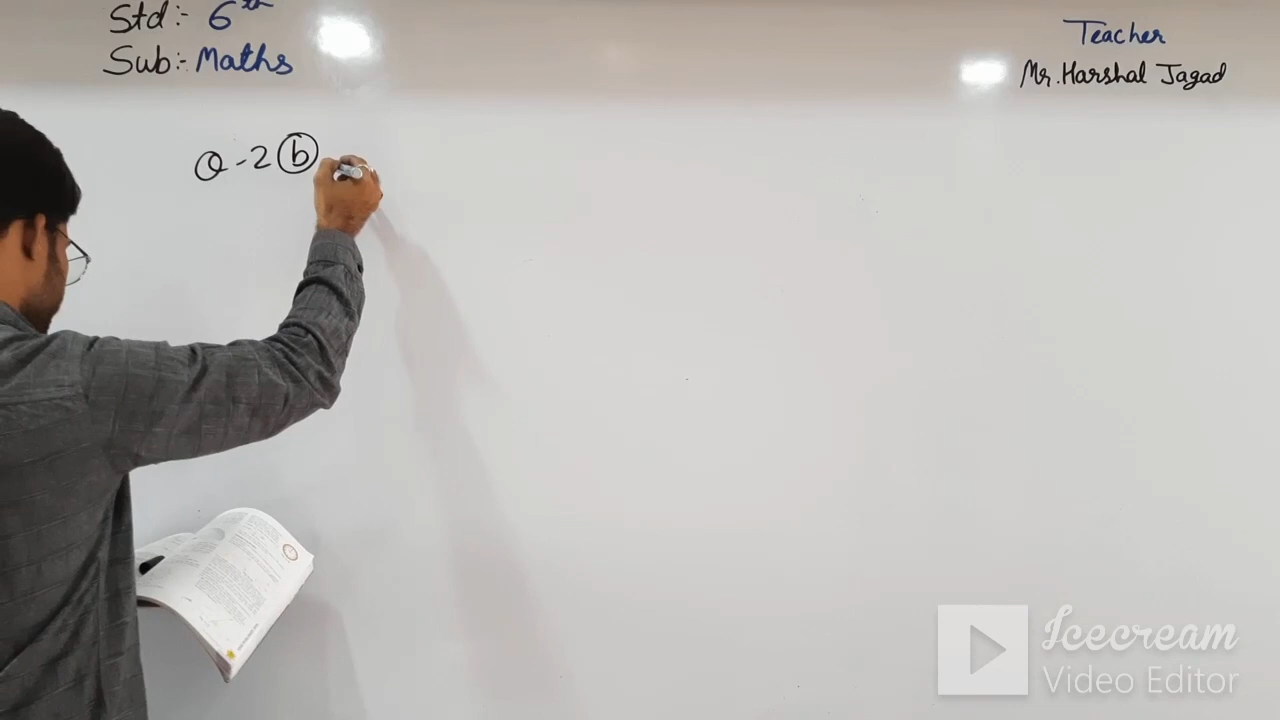 Std:- 6th
Sub:- Maths
Teacher
Mr. Harshal Jagad
Q-2 (b)
Icecream
Video Editor